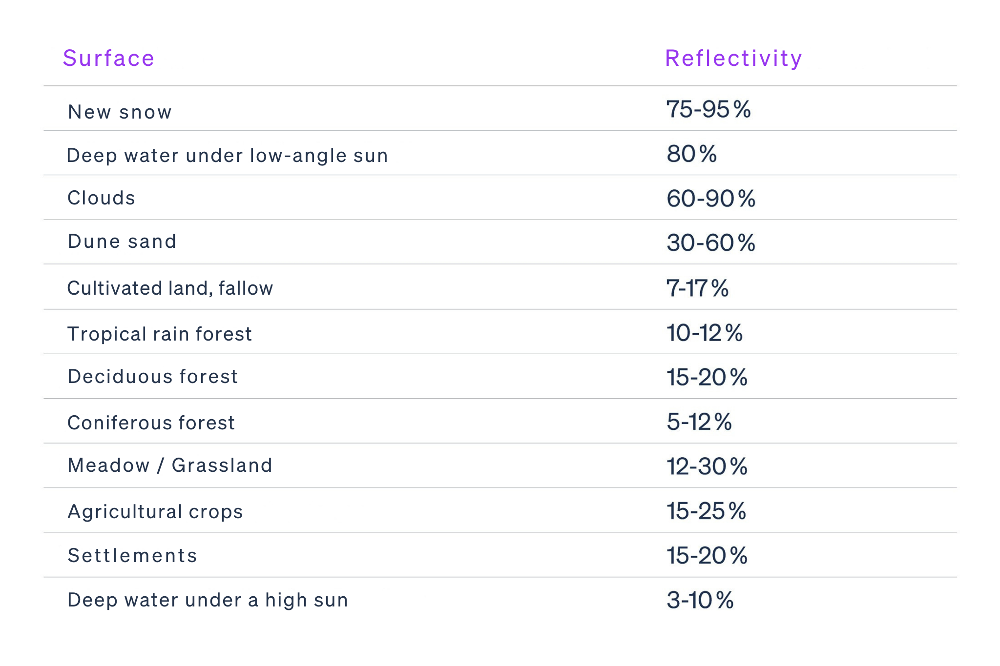 Surface Reflectivity
New snow 75-95%
Deep water under low-angle sun 80%
Clouds 60-90%
Dune sand 30-60%
Cultivated land, fallow 7-17%
Tropical rain forest 10-12%
Deciduous forest 15-20%
Coniferous forest 5-12%
Meadow / Grassland 12-30%
Agricultural crops 15-25%
Settlements 15-20%
Deep water under a high sun 3-10%